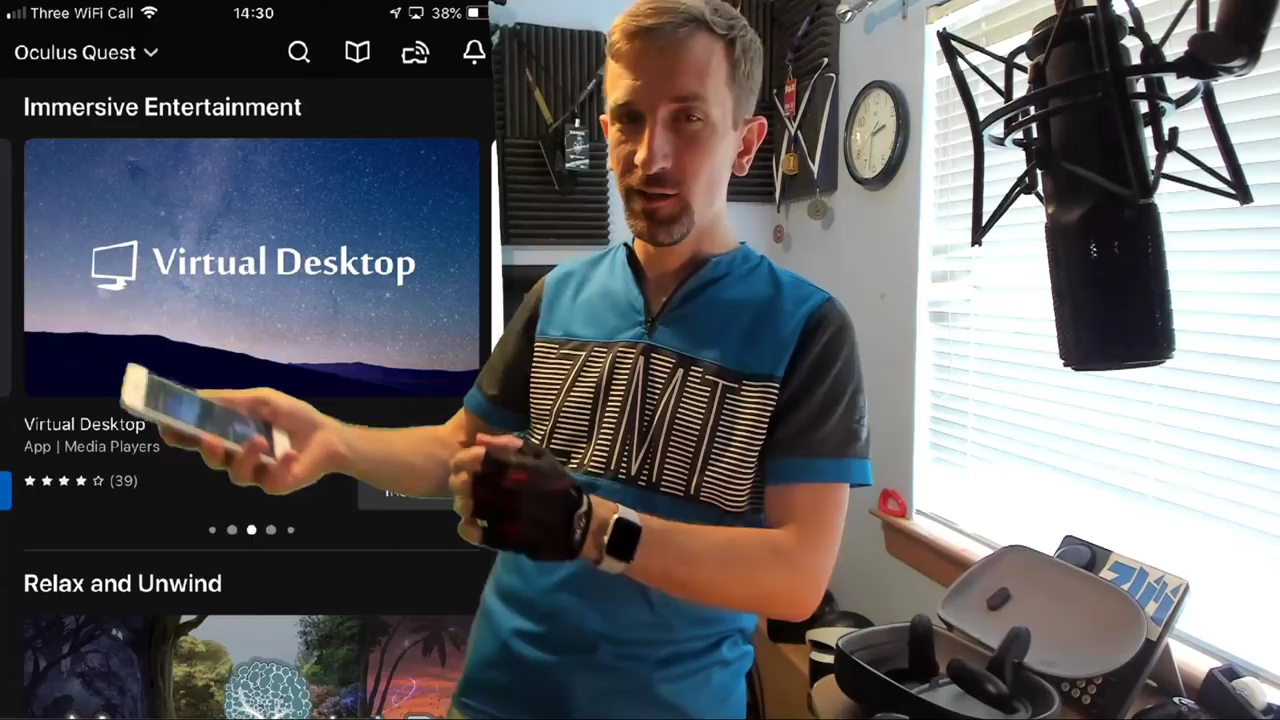 Three WiFi Call
14:30
38%
Oculus Quest
Immersive Entertainment
Virtual Desktop
Virtual Desktop
App | Media Players
(39)
Relax and Unwind
ZIMT